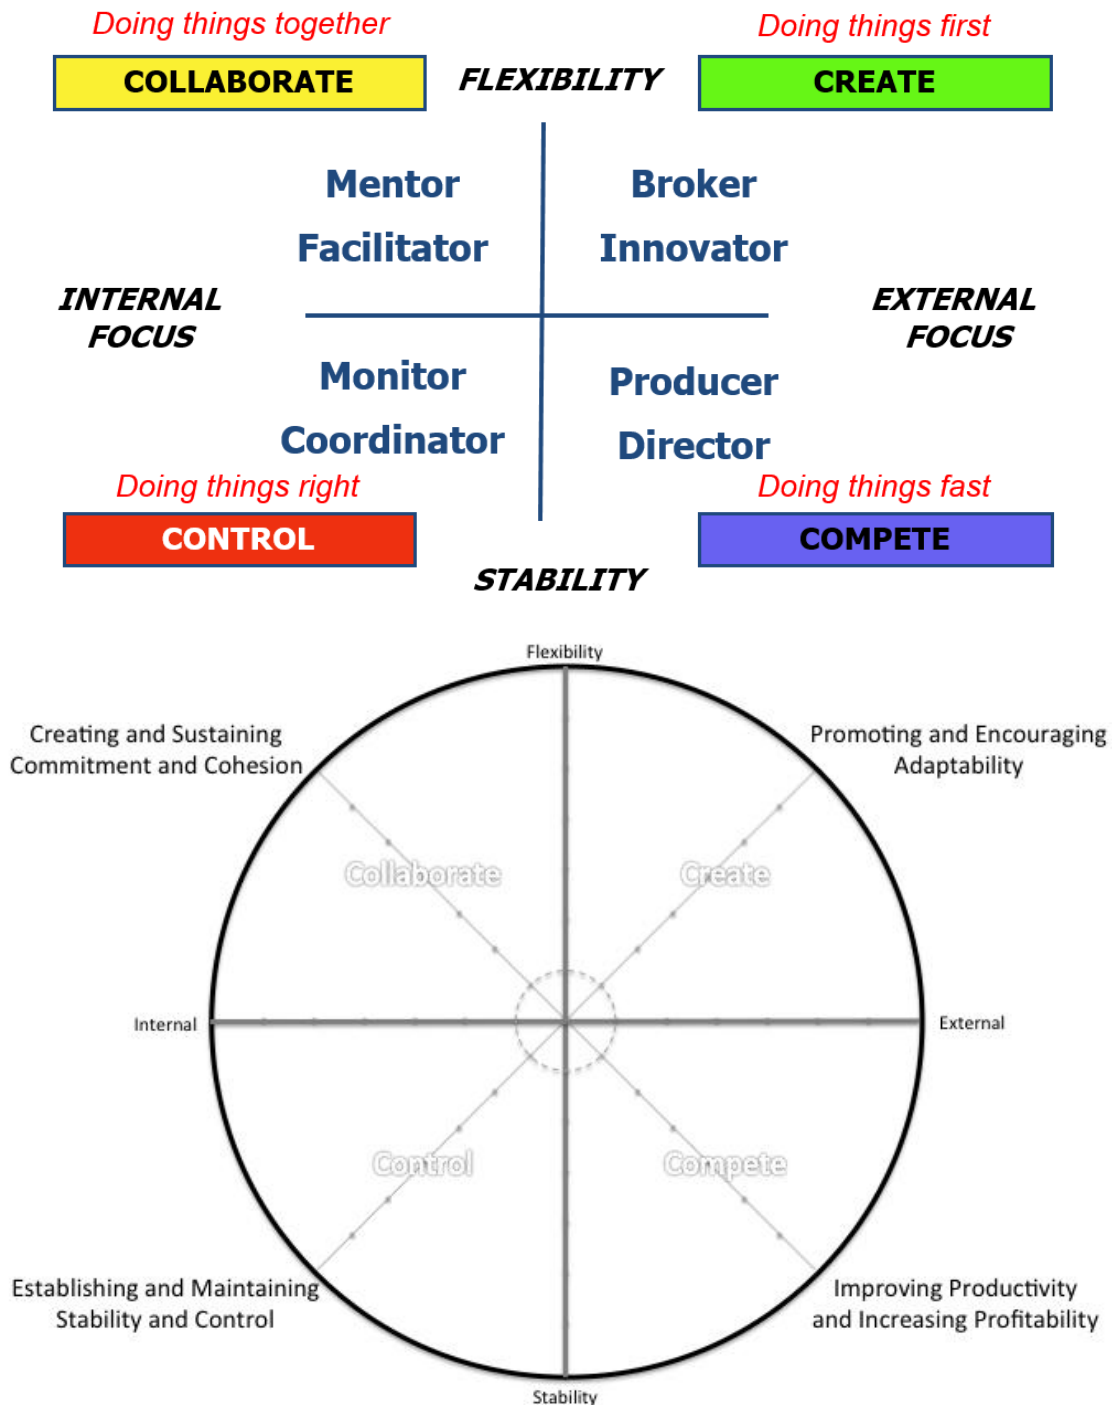 Doing things together
Doing things first
COLLABORATE
FLEXIBILITY
CREATE
Mentor
Broker
Facilitator
Innovator
INTERNAL
FOCUS
EXTERNAL
FOCUS
Monitor
Producer
Coordinator
Director
Doing things right
Doing things fast
CONTROL
COMPETE
STABILITY
Flexibility
Creating and Sustaining
Commitment and Cohesion
Promoting and Encouraging
Adaptability
Collaborate
Create
Internal
External
Control
Compete
Establishing and Maintaining
Stability and Control
Improving Productivity
and Increasing Profitability
Stability